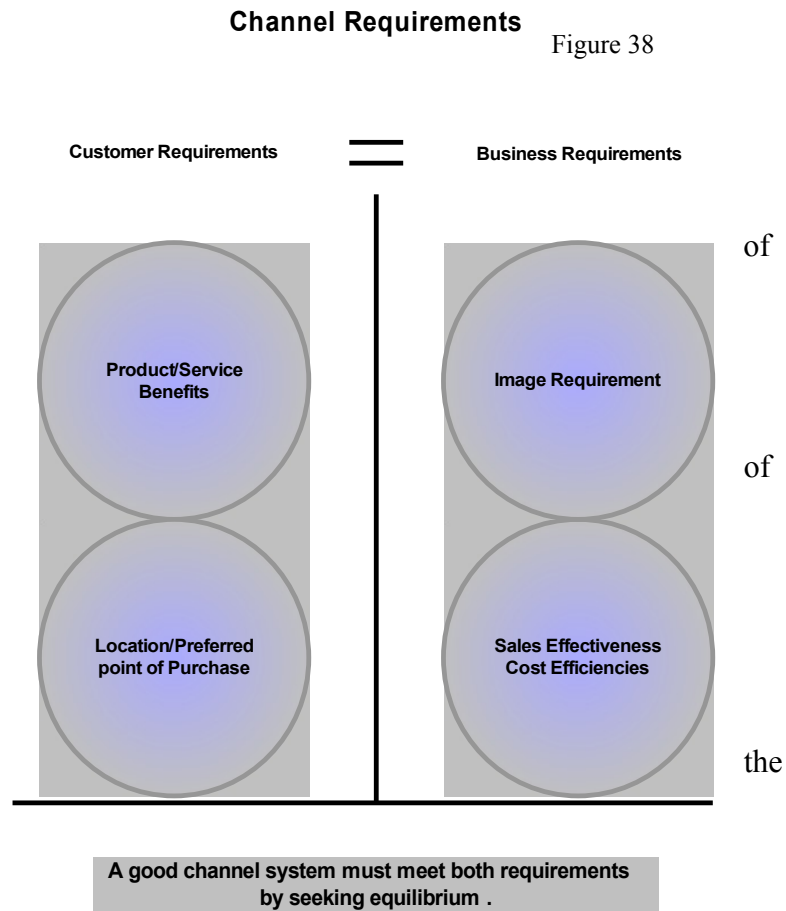 Channel Requirements
Figure 38
Customer Requirements
Business Requirements
of
Product/Service
Benefits
Image Requirement
of
Location/Preferred
point of Purchase
Sales Effectiveness
Cost Efficiencies
the
A good channel system must meet both requirements
by seeking equilibrium .